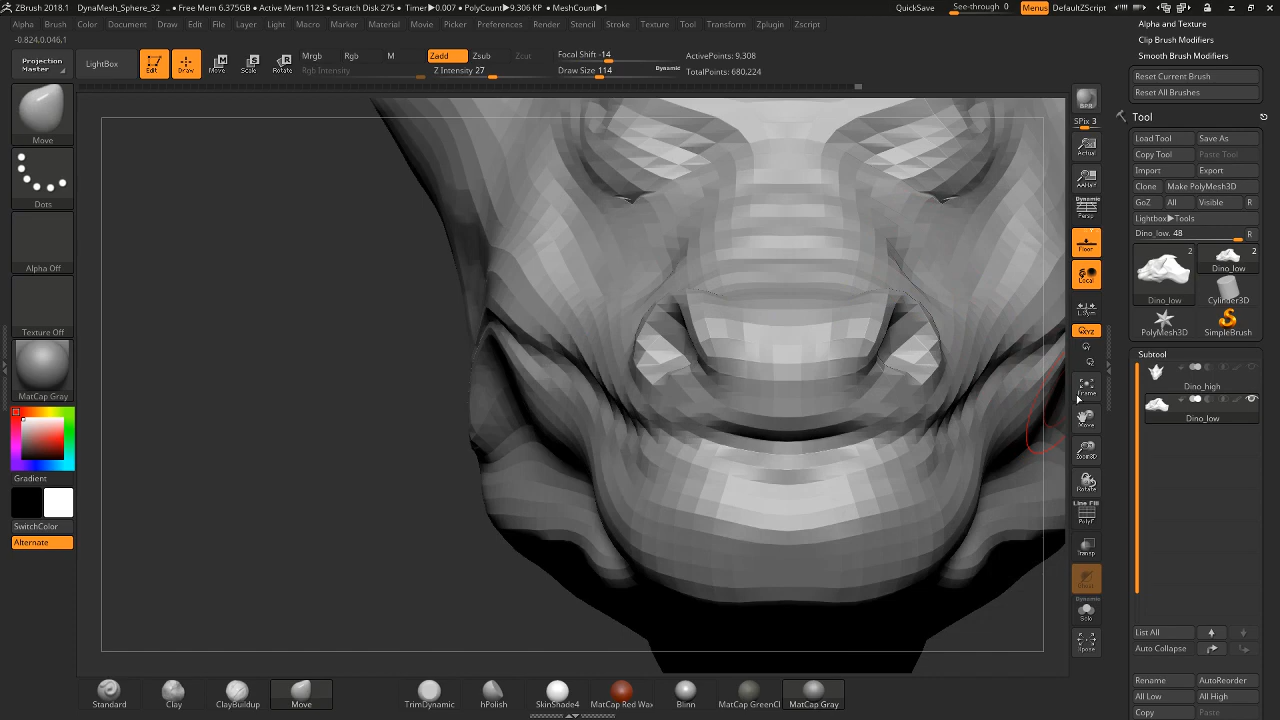 ZBrush 2018.1 DynaMesh_Sphere_32 .. • Free Mem 6.375GB • Active Mem 1123 • Scratch Disk 275 • Timer▶0.007 • PolyCount▶9.306 KP • MeshCount▶1 QuickSave See-through 0 Menus DefaultZScript
Alpha Brush Color Document Draw Edit File Layer Light Macro Marker Material Movie Picker Preferences Render Stencil Stroke Texture Tool Transform Zplugin Zscript
-0.824,0.046,1
Projection Master
LightBox
Edit
Draw
Move
Scale
Rotate
Mrgb Rgb M
Rgb Intensity
Zadd Zsub Zcut
Z Intensity 27
Focal Shift -14
Draw Size 114
Dynamic
ActivePoints: 9,308
TotalPoints: 680,224
Move
Dots
Alpha Off
Texture Off
MatCap Gray
Gradient
SwitchColor
Alternate
BPR
SPix 3
Actual
AAHalf
Dynamic
Persp
Floor
Local
L.Sym
Frame
Move
Zoom3D
Rotate
Line Fill
PolyF
Transp
Ghost
Dynamic
Solo
Xpose
Alpha and Texture
Clip Brush Modifiers
Smooth Brush Modifiers
Reset Current Brush
Reset All Brushes
Tool
Load Tool Save As
Copy Tool Paste Tool
Import Export
Clone Make PolyMesh3D
GoZ All Visible R
Lightbox▶Tools
Dino_low. 48 R
2
2
Dino_low
Dino_low
Cylinder3D
PolyMesh3D
SimpleBrush
Subtool
Dino_high
Dino_low
List All
Auto Collapse
Rename AutoReorder
All Low All High
Copy Paste
Standard Clay ClayBuildup Move TrimDynamic hPolish SkinShade4 MatCap Red Wax Blinn MatCap GreenCl MatCap Gray